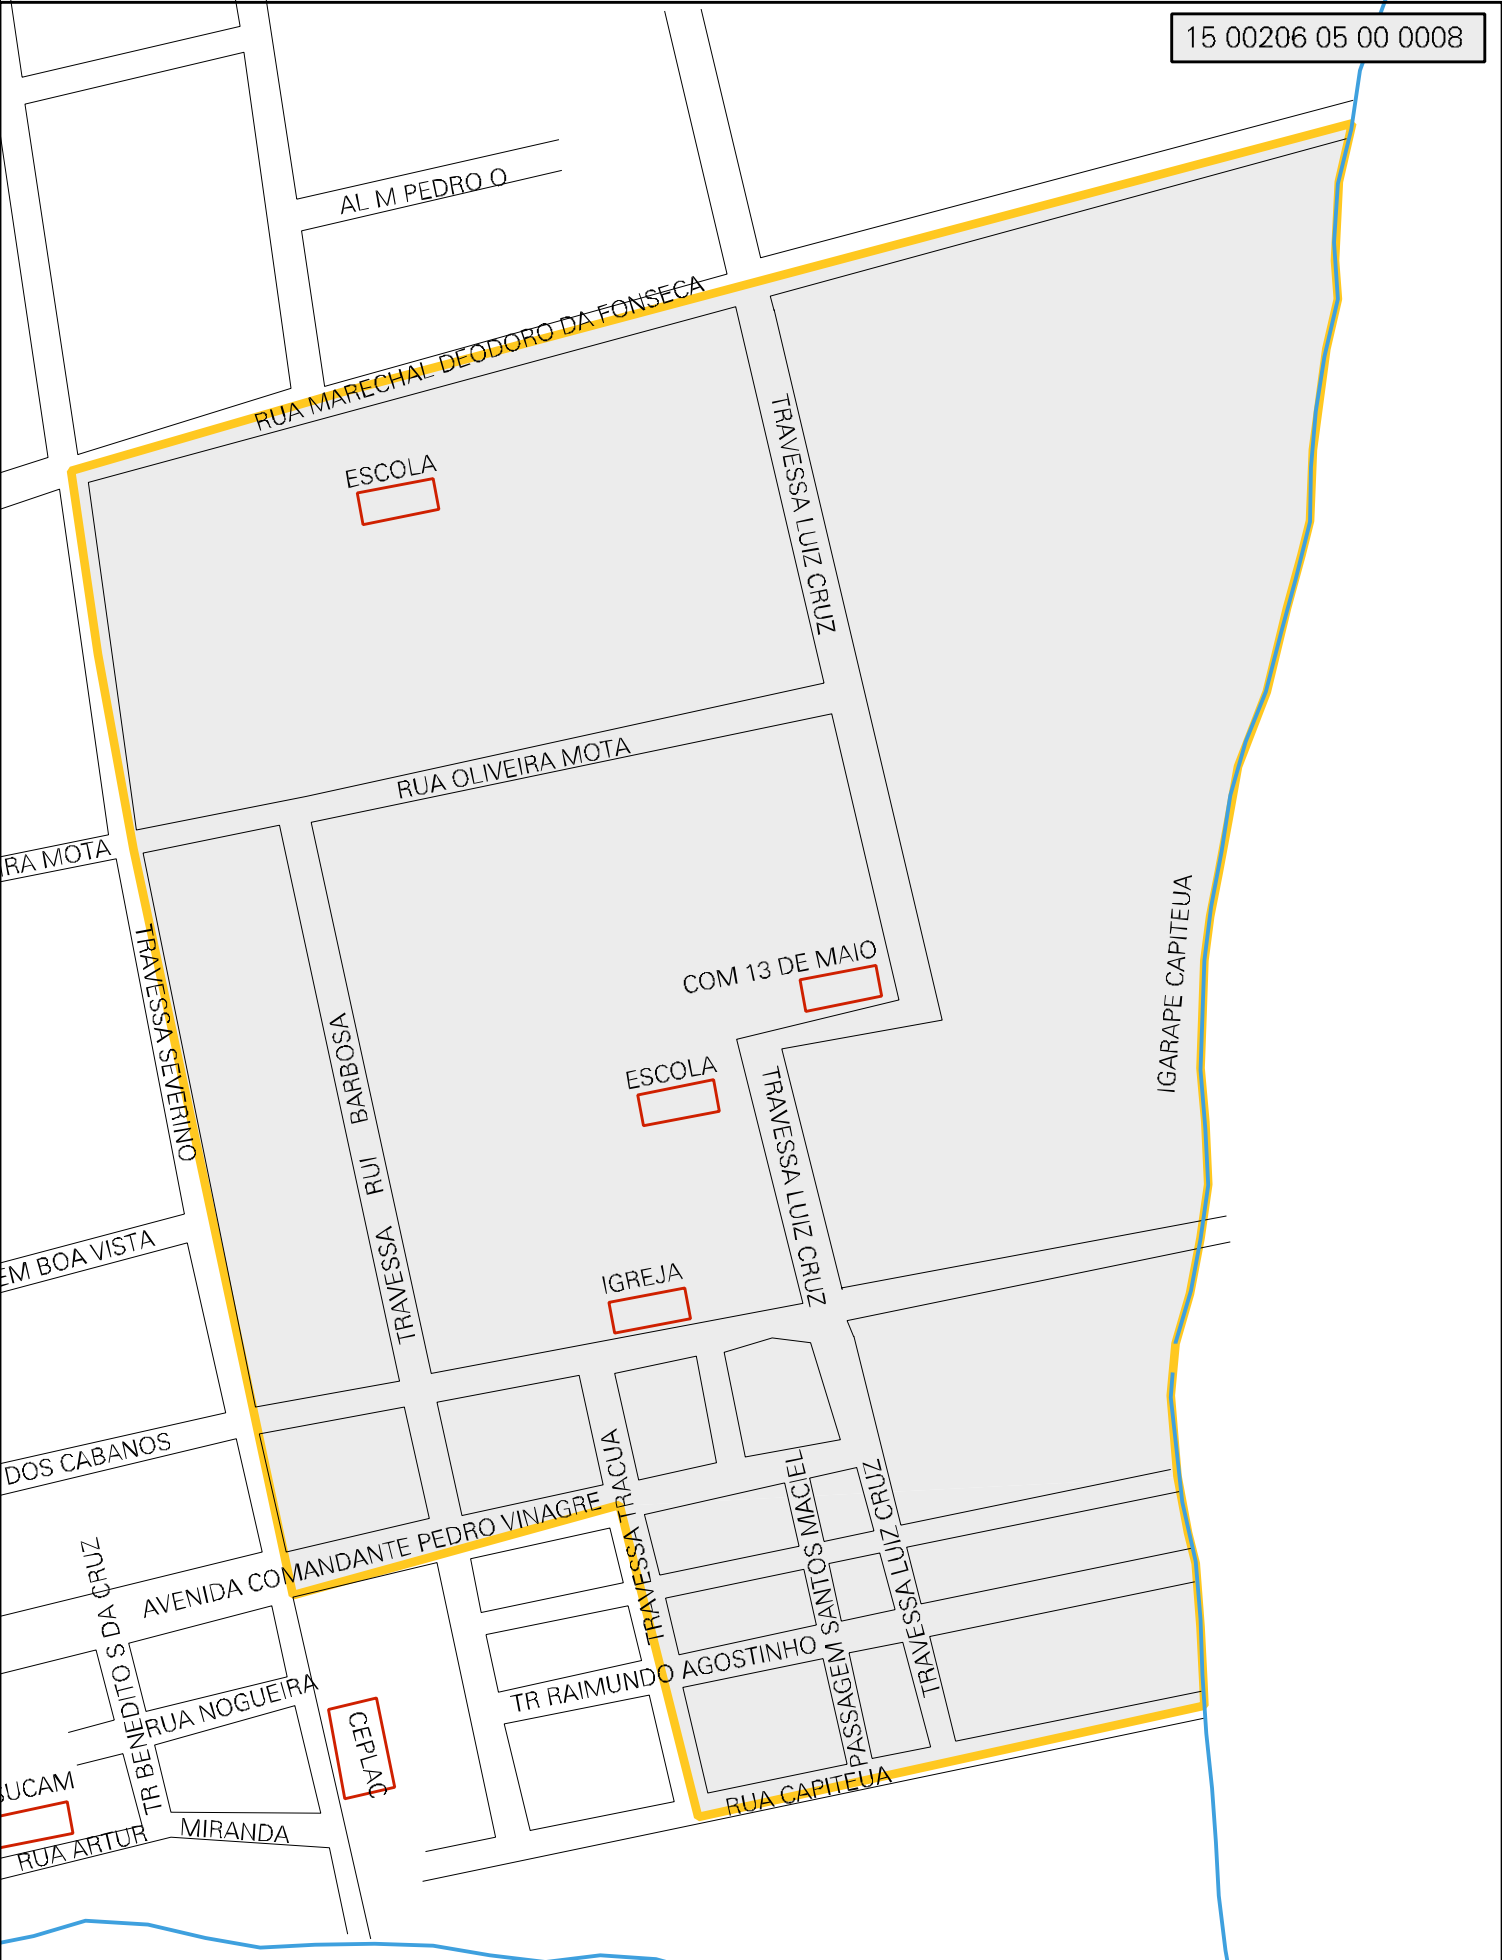 15 00206 05 00 0008
AL M PEDRO O
RUA MARECHAL DEODORO DA FONSECA
ESCOLA
TRAVESSA LUIZ CRUZ
RUA OLIVEIRA MOTA
RA MOTA
IGARAPE CAPITEUA
TRAVESSA SEVERINO
COM 13 DE MAIO
TRAVESSA RUI BARBOSA
ESCOLA
TRAVESSA LUIZ CRUZ
EM BOA VISTA
IGREJA
DOS CABANOS
TRAVESSA TRACUA
PASSAGEM SANTOS MACIEL
TRAVESSA LUIZ CRUZ
AVENIDA COMANDANTE PEDRO VINAGRE
TR BENEDITO S DA CRUZ
TR RAIMUNDO AGOSTINHO
RUA NOGUEIRA
CEPLAC
UCAM
RUA CAPITEUA
RUA ARTUR MIRANDA